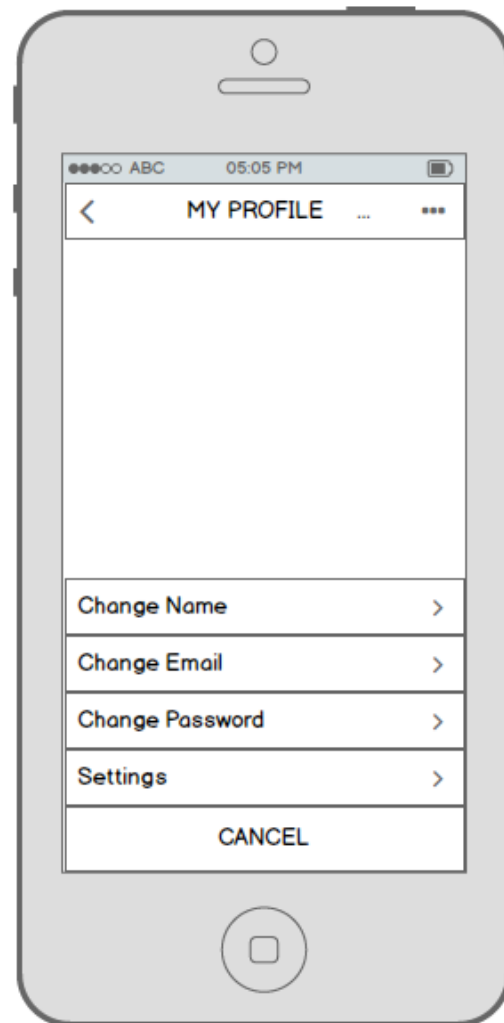 ABC 05:05 PM
MY PROFILE ...
Change Name
Change Email
Change Password
Settings
CANCEL